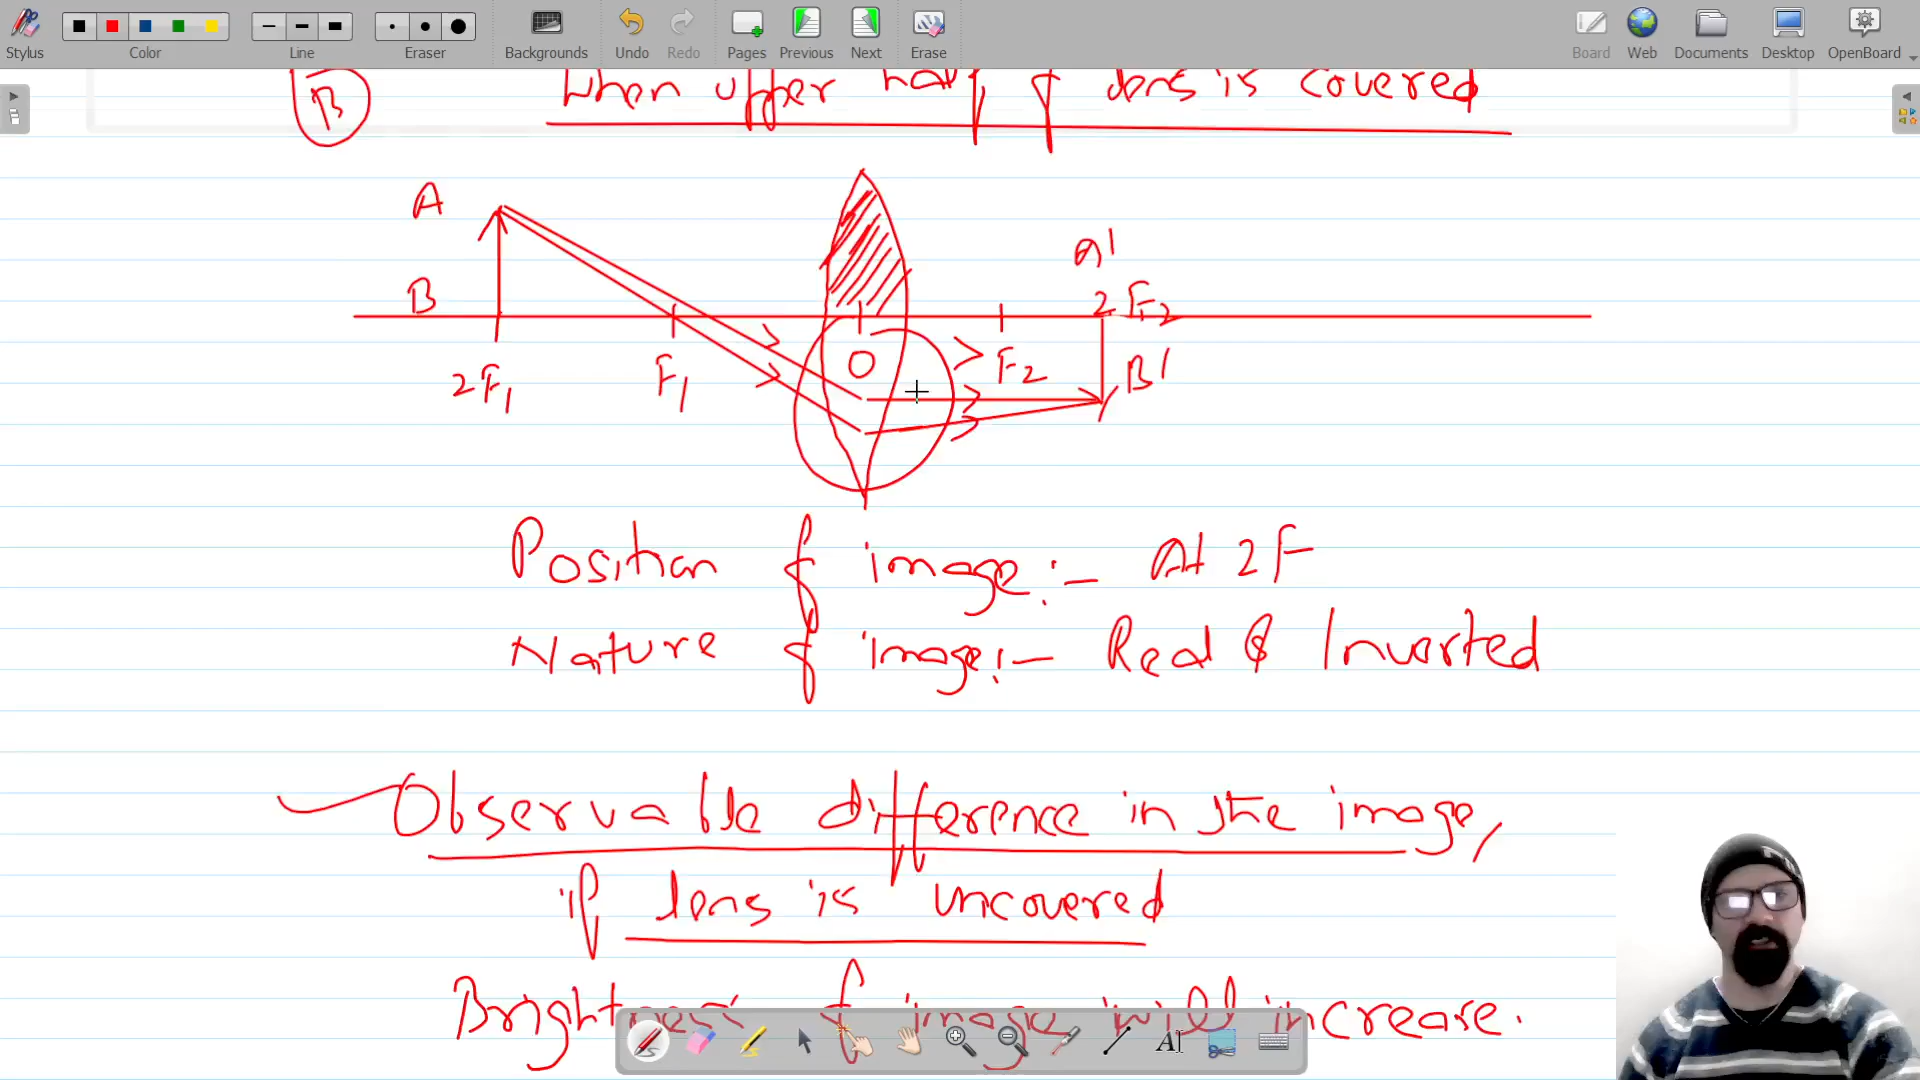 Stylus Color Line Eraser Backgrounds Undo Redo Pages Previous Next Erase Board Web Documents Desktop OpenBoard
B When upper half of lens is covered
A
A'
B
2F2
O
2F1 F1 F2 B'
Position of image:- At 2F
Nature of image:- Real & Inverted
Observable difference in the image,
if lens is uncovered
Brightness of image will increase.